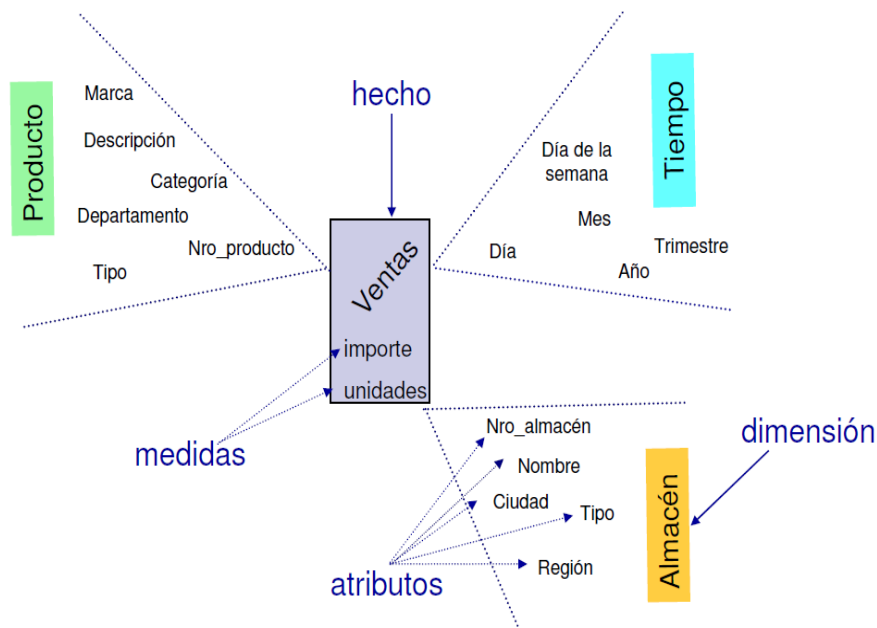 Producto
Marca
Descripción
Categoría
Departamento
Nro_producto
Tipo
hecho
Ventas
importe
unidades
medidas
Tiempo
Día de la
semana
Mes
Trimestre
Día
Año
Nro_almacén
Nombre
Ciudad
Tipo
Región
atributos
Almacén
dimensión